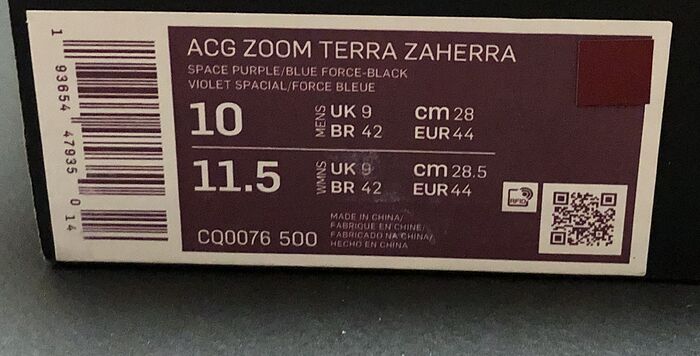 ACG ZOOM TERRA ZAHERRA
SPACE PURPLE/BLUE FORCE-BLACK
VIOLET SPACIAL/FORCE BLEUE
10 MENS UK 9 cm 28
BR 42 EUR 44
11.5 WMNS UK 9 cm 28.5
BR 42 EUR 44
RFID
MADE IN CHINA/
FABRIQUE EN CHINE/
FABRICADO NA CHINA/
HECHO EN CHINA
CQ0076 500
1 93654 47935 0 14